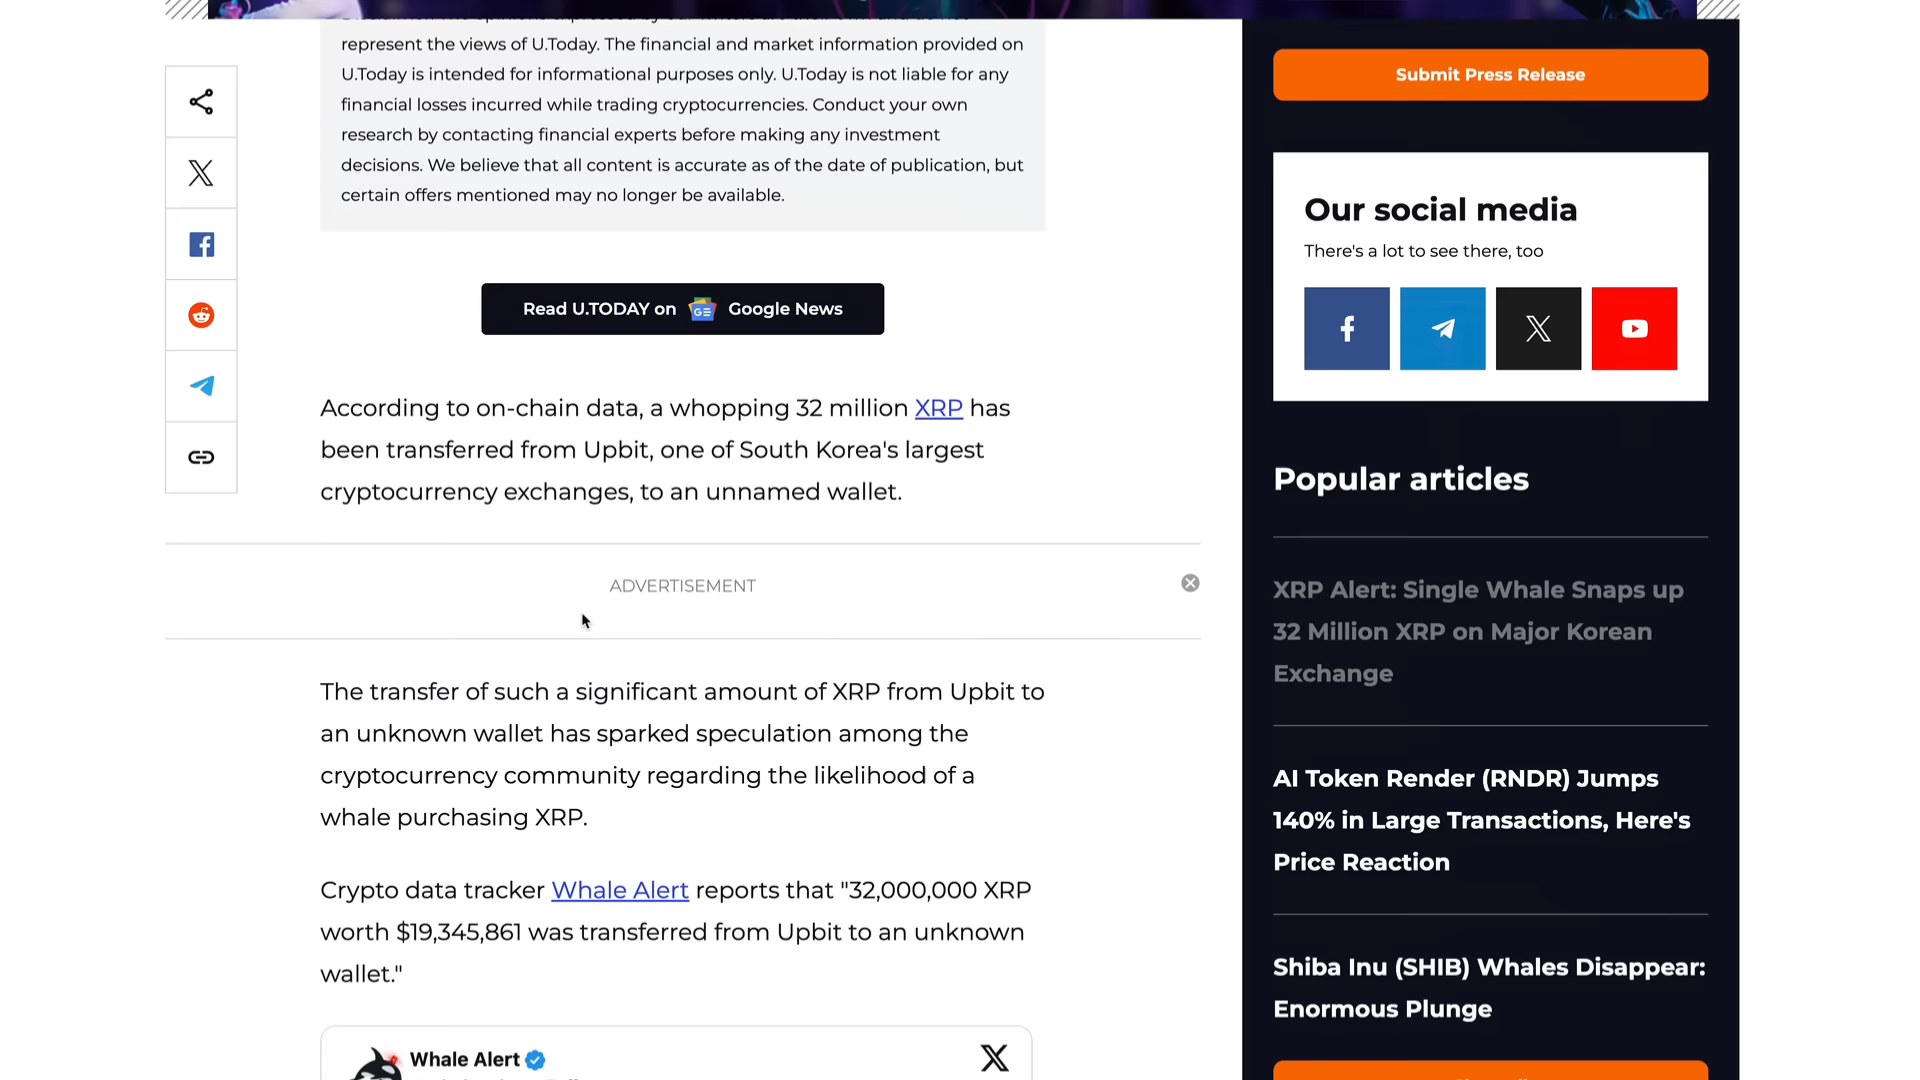 represent the views of U.Today. The financial and market information provided on
U.Today is intended for informational purposes only. U.Today is not liable for any
financial losses incurred while trading cryptocurrencies. Conduct your own
research by contacting financial experts before making any investment
decisions. We believe that all content is accurate as of the date of publication, but
certain offers mentioned may no longer be available.
Read U.TODAY on GE Google News
According to on-chain data, a whopping 32 million XRP has
been transferred from Upbit, one of South Korea's largest
cryptocurrency exchanges, to an unnamed wallet.
ADVERTISEMENT
The transfer of such a significant amount of XRP from Upbit to
an unknown wallet has sparked speculation among the
cryptocurrency community regarding the likelihood of a
whale purchasing XRP.
Crypto data tracker Whale Alert reports that "32,000,000 XRP
worth $19,345,861 was transferred from Upbit to an unknown
wallet."
Whale Alert
Submit Press Release
Our social media
There's a lot to see there, too
Popular articles
XRP Alert: Single Whale Snaps up
32 Million XRP on Major Korean
Exchange
AI Token Render (RNDR) Jumps
140% in Large Transactions, Here's
Price Reaction
Shiba Inu (SHIB) Whales Disappear:
Enormous Plunge